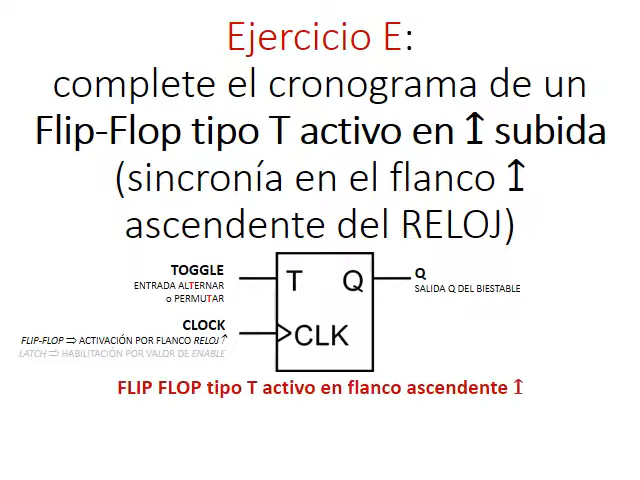 Ejercicio E:
complete el cronograma de un
Flip-Flop tipo T activo en ↥ subida
(sincronía en el flanco ↥
ascendente del RELOJ)
TOGGLE
ENTRADA ALTERNAR
o PERMUTAR
T
Q
Q
SALIDA Q DEL BIESTABLE
CLOCK
FLIP-FLOP ⇒ ACTIVACIÓN POR FLANCO RELOJ ↑
LATCH ⇒ HABILITACIÓN POR VALOR DE ENABLE
CLK
FLIP FLOP tipo T activo en flanco ascendente ↥